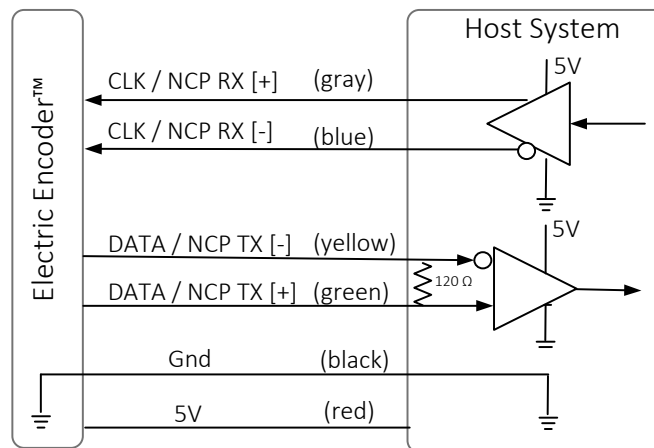 Host System
5V
CLK / NCP RX [+] (gray)
CLK / NCP RX [-] (blue)
Electric Encoder™
5V
DATA / NCP TX [-] (yellow)
120 Ω
DATA / NCP TX [+] (green)
Gnd (black)
5V (red)